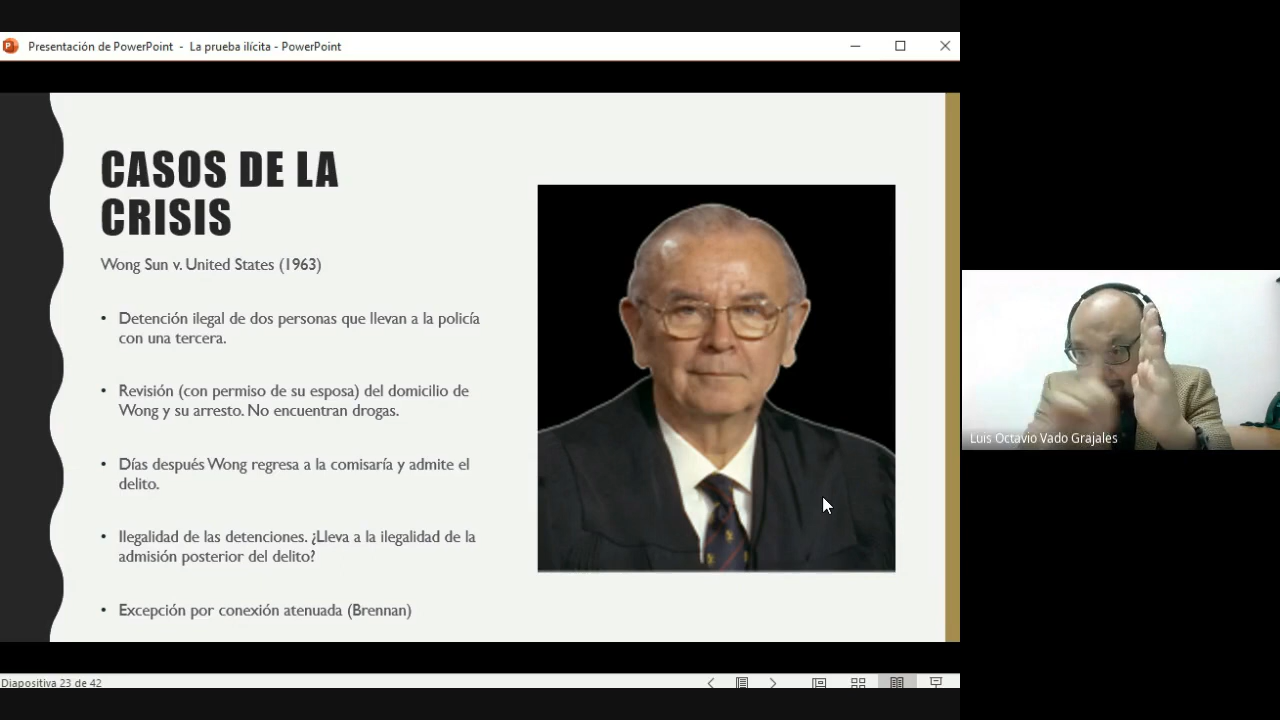 Presentación de PowerPoint - La prueba ilícita - PowerPoint
CASOS DE LA
CRISIS
Wong Sun v. United States (1963)
• Detención ilegal de dos personas que llevan a la policía
con una tercera.
• Revisión (con permiso de su esposa) del domicilio de
Wong y su arresto. No encuentran drogas.
• Días después Wong regresa a la comisaría y admite el
delito.
• Ilegalidad de las detenciones. ¿Lleva a la ilegalidad de la
admisión posterior del delito?
• Excepción por conexión atenuada (Brennan)
Luis Octavio Vado Grajales
Diapositiva 23 de 42